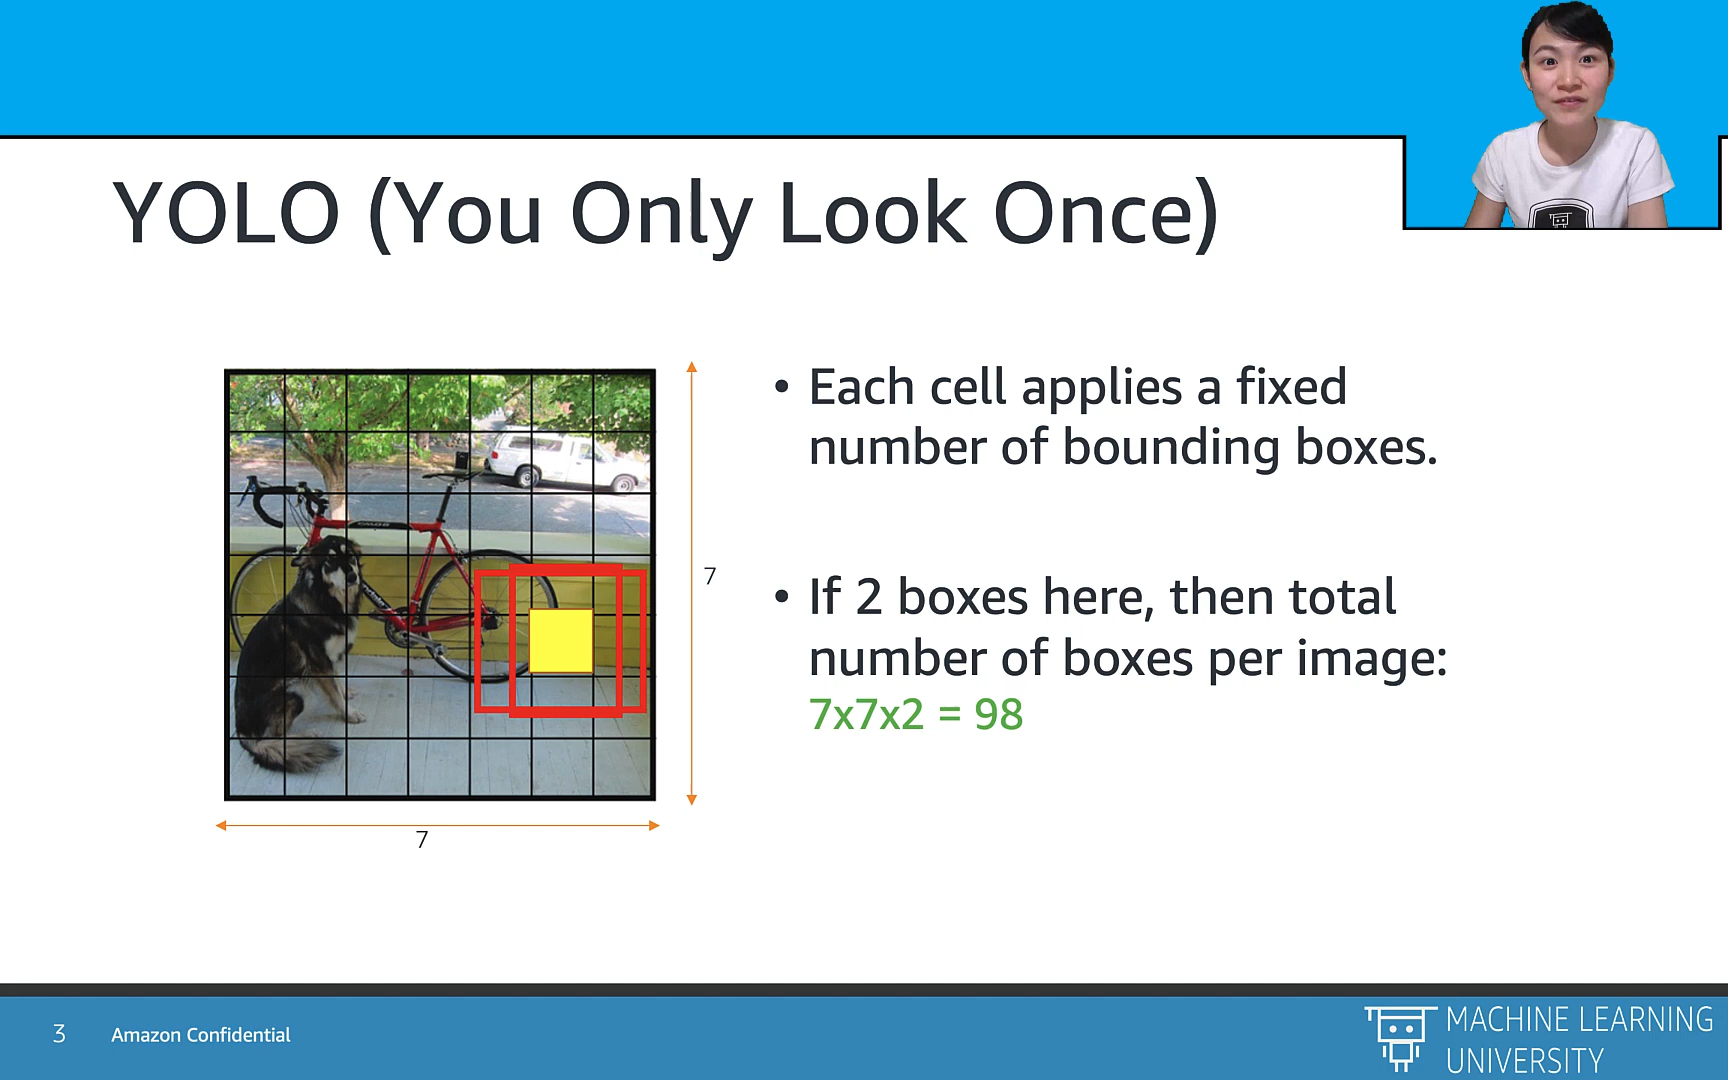 YOLO (You Only Look Once)
• Each cell applies a fixed
number of bounding boxes.
• If 2 boxes here, then total
number of boxes per image:
7x7x2 = 98
7
7
3
Amazon Confidential
MACHINE LEARNING
UNIVERSITY